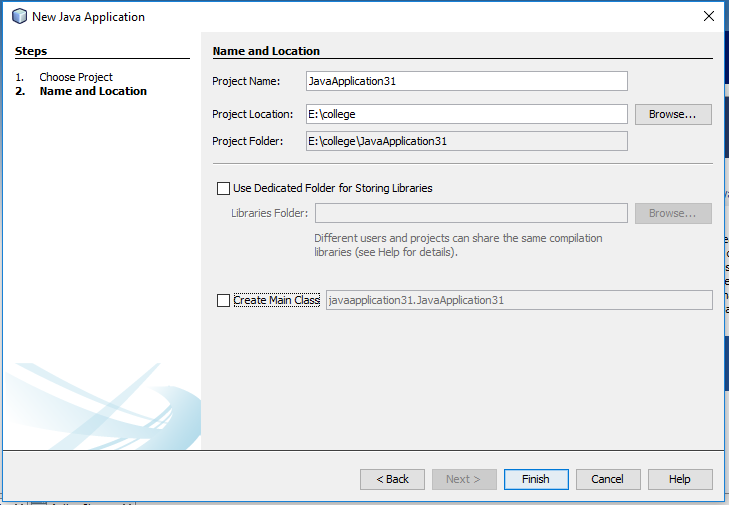 New Java Application
Steps
1. Choose Project
2. Name and Location
Name and Location
Project Name: JavaApplication31
Project Location: E:\college Browse...
Project Folder: E:\college\JavaApplication31
Use Dedicated Folder for Storing Libraries
Libraries Folder: Browse...
Different users and projects can share the same compilation
libraries (see Help for details).
Create Main Class javaapplication31.JavaApplication31
< Back Next > Finish Cancel Help